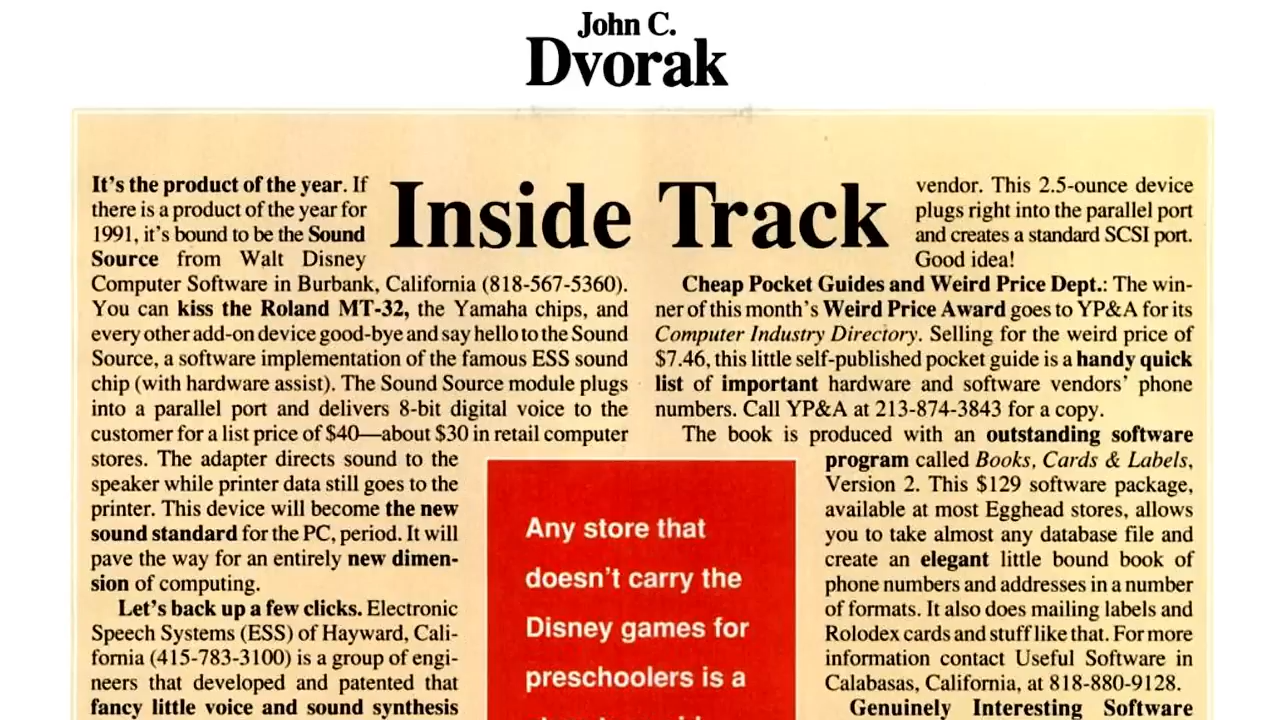 John C.
Dvorak
Inside Track
It's the product of the year. If
there is a product of the year for
1991, it's bound to be the Sound
Source from Walt Disney
Computer Software in Burbank, California (818-567-5360).
You can kiss the Roland MT-32, the Yamaha chips, and
every other add-on device good-bye and say hello to the Sound
Source, a software implementation of the famous ESS sound
chip (with hardware assist). The Sound Source module plugs
into a parallel port and delivers 8-bit digital voice to the
customer for a list price of $40—about $30 in retail computer
stores. The adapter directs sound to the
speaker while printer data still goes to the
printer. This device will become the new
sound standard for the PC, period. It will
pave the way for an entirely new dimen-
sion of computing.
Let's back up a few clicks. Electronic
Speech Systems (ESS) of Hayward, Cali-
fornia (415-783-3100) is a group of engi-
neers that developed and patented that
fancy little voice and sound synthesis
Any store that
doesn't carry the
Disney games for
preschoolers is a
vendor. This 2.5-ounce device
plugs right into the parallel port
and creates a standard SCSI port.
Good idea!
Cheap Pocket Guides and Weird Price Dept.: The win-
ner of this month's Weird Price Award goes to YP&A for its
Computer Industry Directory. Selling for the weird price of
$7.46, this little self-published pocket guide is a handy quick
list of important hardware and software vendors' phone
numbers. Call YP&A at 213-874-3843 for a copy.
The book is produced with an outstanding software
program called Books, Cards & Labels,
Version 2. This $129 software package,
available at most Egghead stores, allows
you to take almost any database file and
create an elegant little bound book of
phone numbers and addresses in a number
of formats. It also does mailing labels and
Rolodex cards and stuff like that. For more
information contact Useful Software in
Calabasas, California, at 818-880-9128.
Genuinely Interesting Software